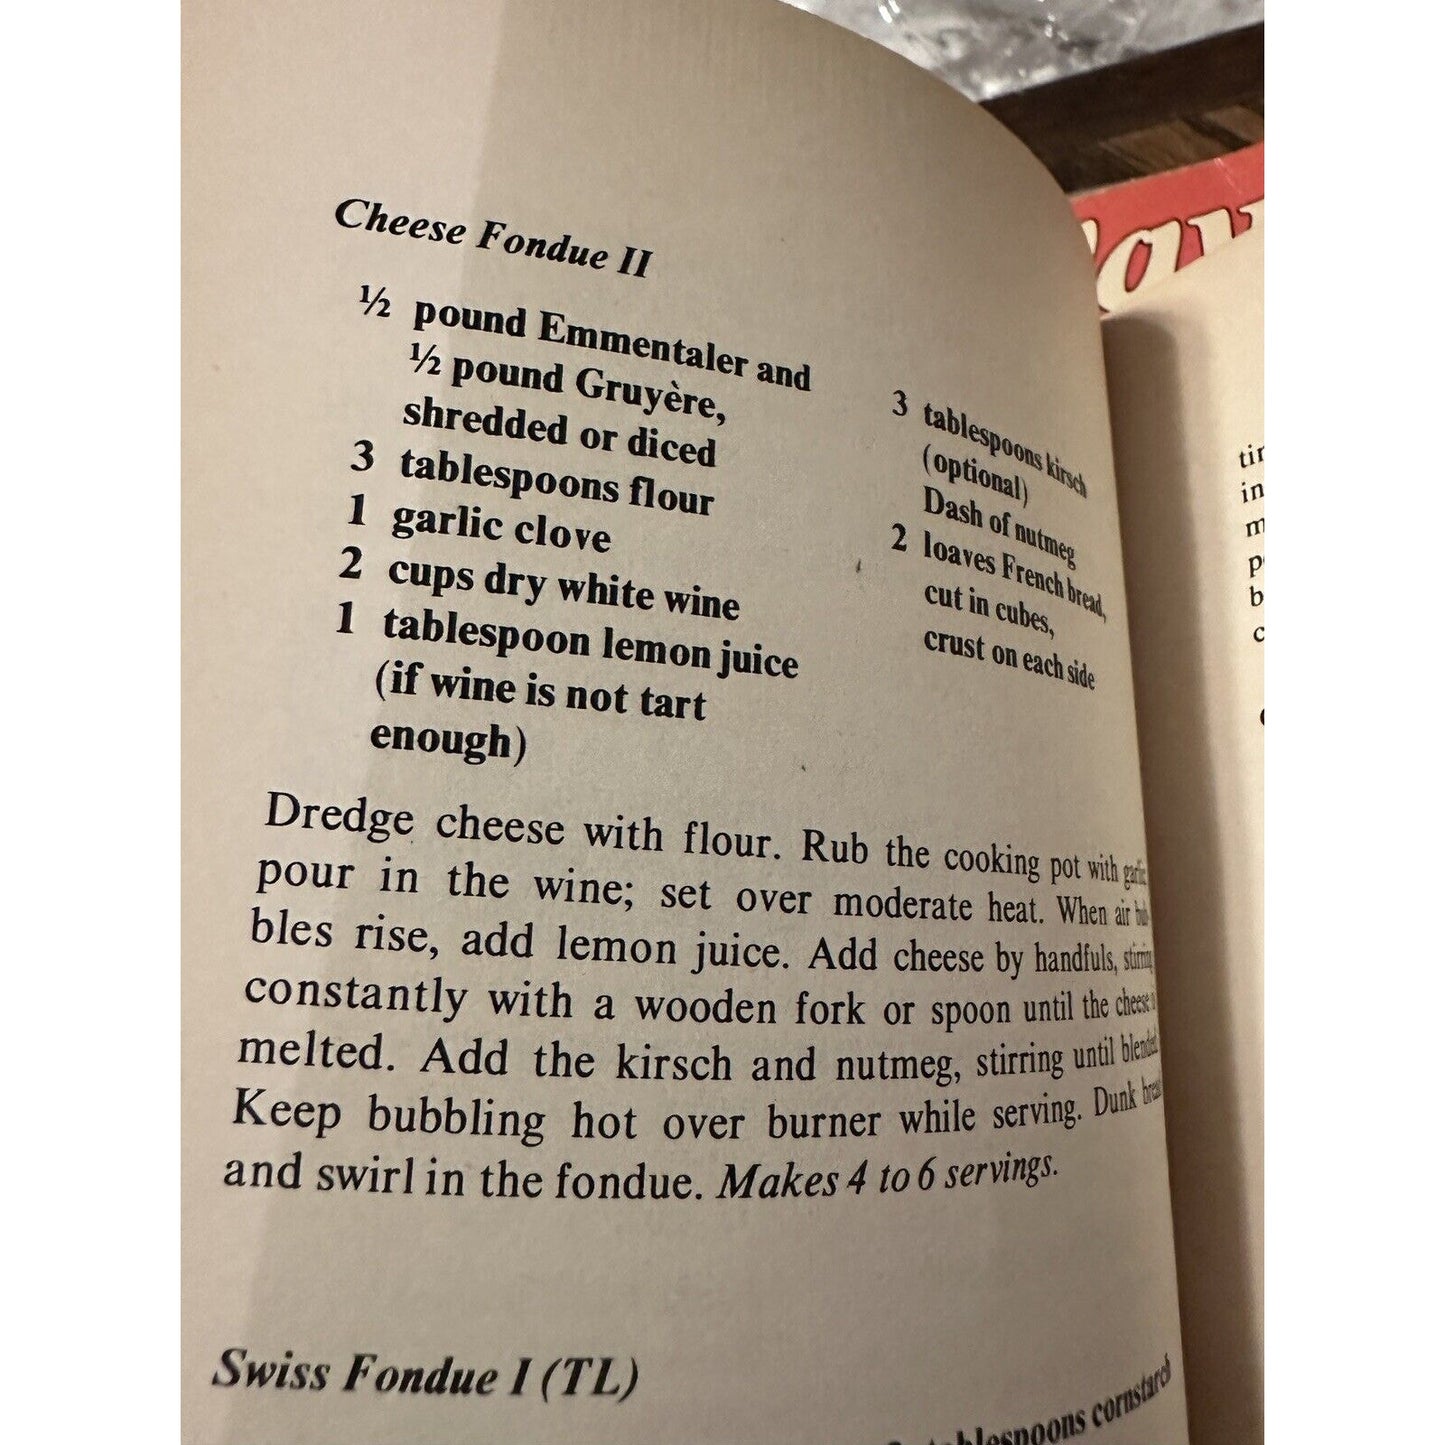 Cheese Fondue II
½ pound Emmentaler and
½ pound Gruyère,
shredded or diced
3 tablespoons flour
1 garlic clove
2 cups dry white wine
1 tablespoon lemon juice
(if wine is not tart
enough)
3 tablespoons kirsch
(optional)
Dash of nutmeg
2 loaves French bread,
cut in cubes,
crust on each side
Dredge cheese with flour. Rub the cooking pot with garlic
pour in the wine; set over moderate heat. When air bub-
bles rise, add lemon juice. Add cheese by handfuls, stirring
constantly with a wooden fork or spoon until the cheese is
melted. Add the kirsch and nutmeg, stirring until blended.
Keep bubbling hot over burner while serving. Dunk bread
and swirl in the fondue. Makes 4 to 6 servings.
Swiss Fondue I (TL)
tablespoons cornstarch